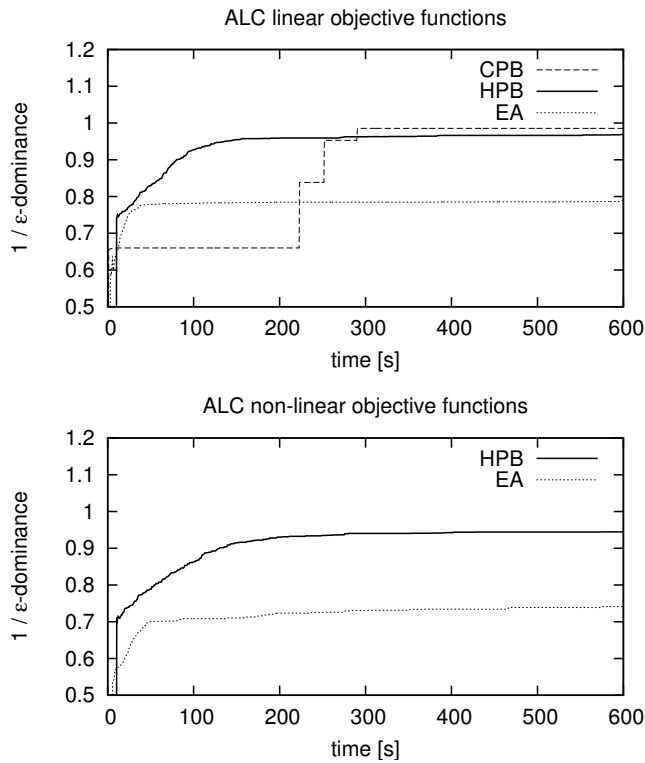 ALC linear objective functions
1.2
1.1
1
0.9
0.8
0.7
0.6
0.5
1 / ε-dominance
CPB
HPB
EA
0 100 200 300 400 500 600
time [s]
ALC non-linear objective functions
1.2
1.1
1
0.9
0.8
0.7
0.6
0.5
1 / ε-dominance
HPB
EA
0 100 200 300 400 500 600
time [s]